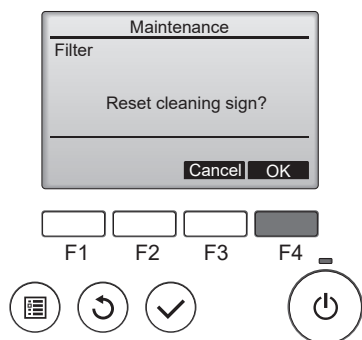 Maintenance
Filter
Reset cleaning sign?
Cancel OK
F1 F2 F3 F4